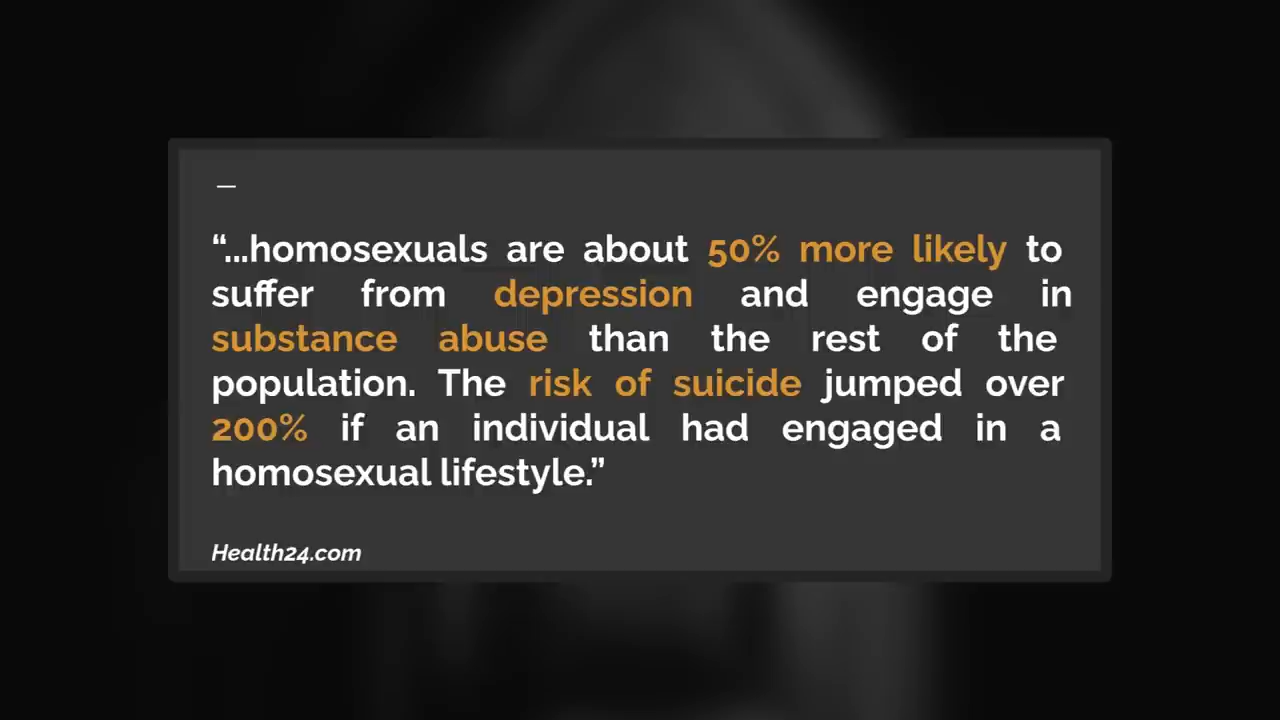 —
“...homosexuals are about 50% more likely to
suffer from depression and engage in
substance abuse than the rest of the
population. The risk of suicide jumped over
200% if an individual had engaged in a
homosexual lifestyle.”
Health24.com